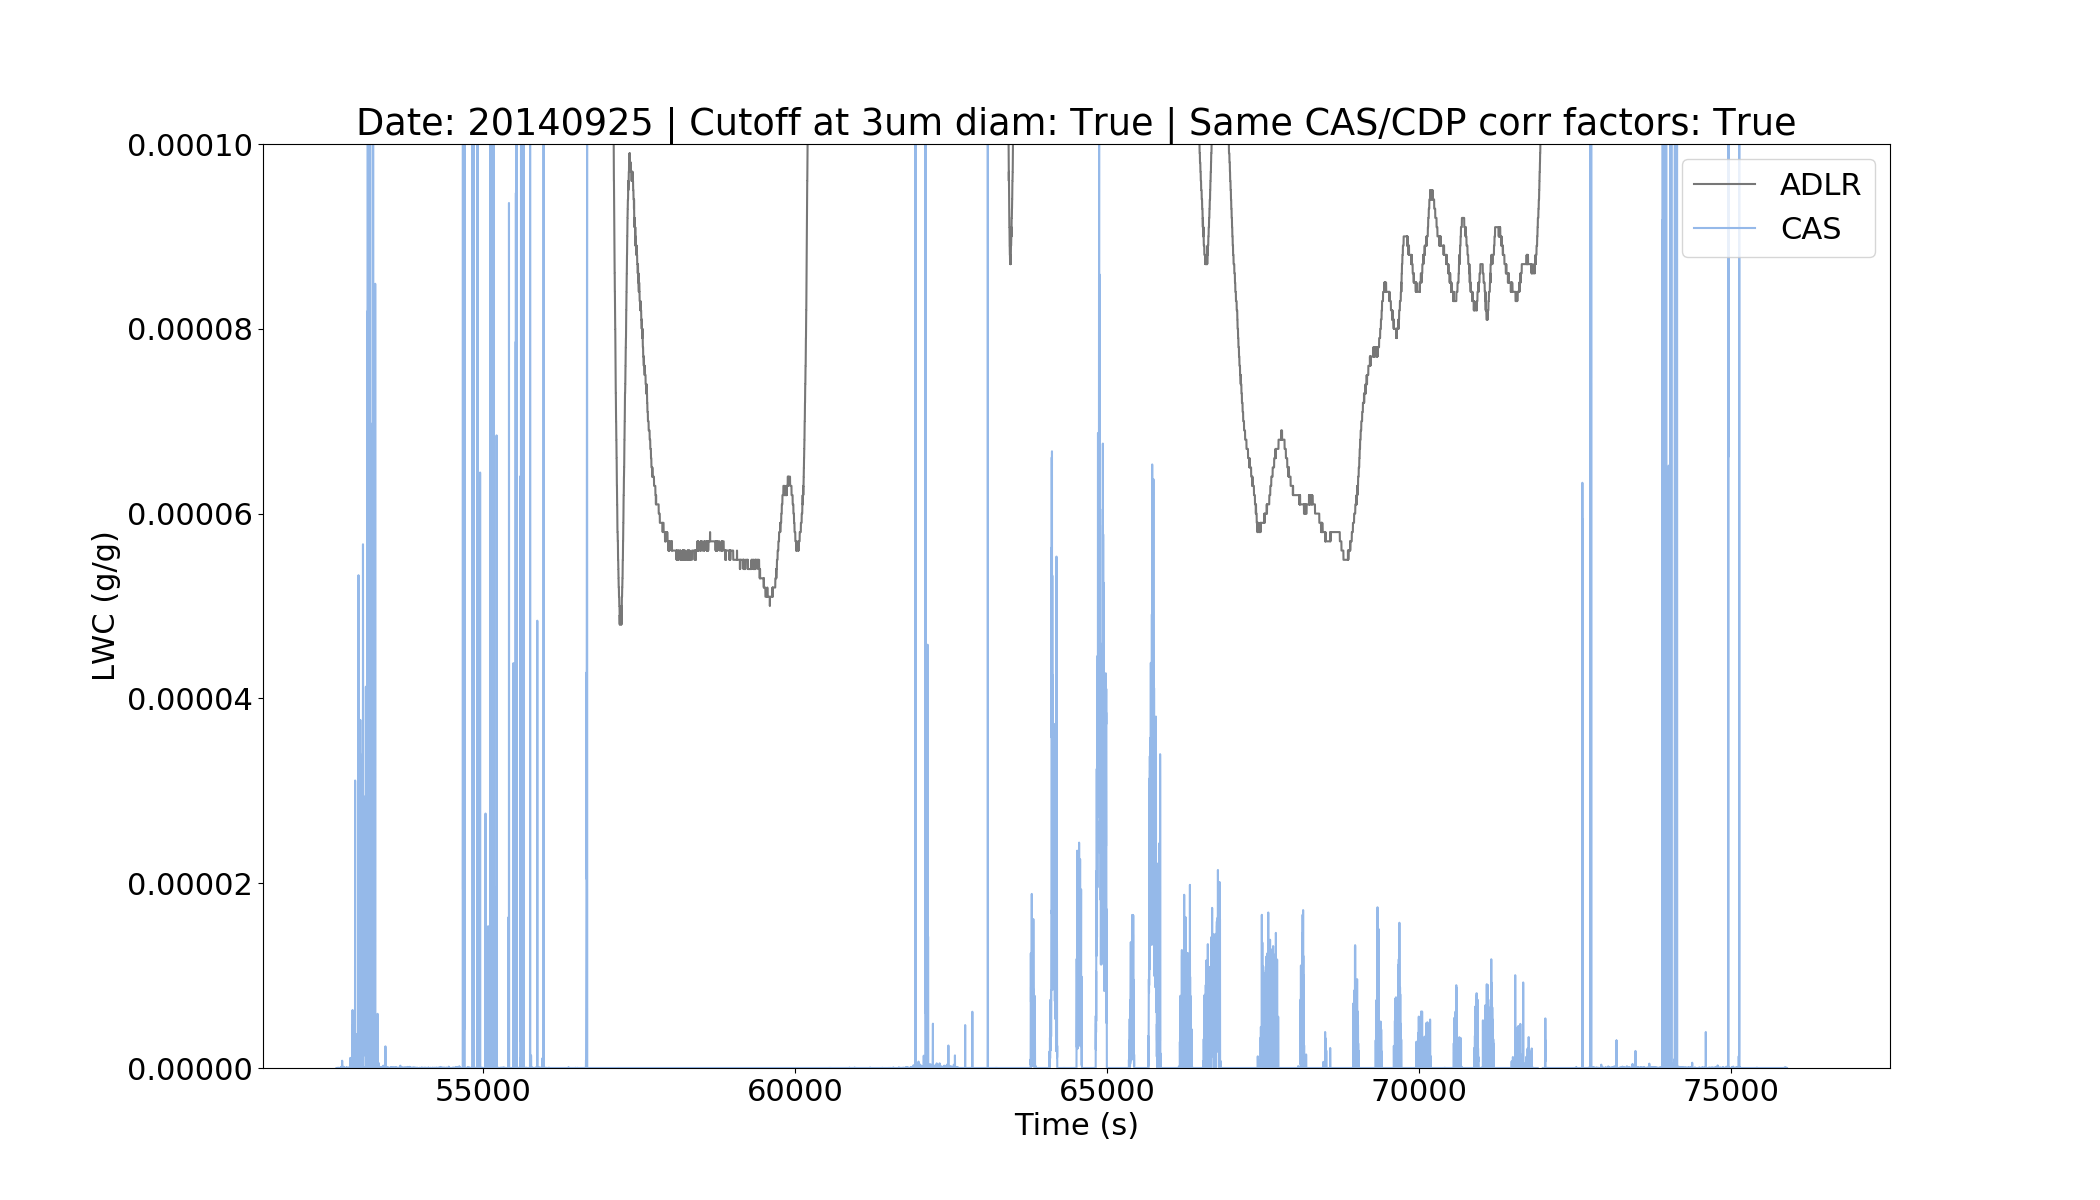 Date: 20140925 | Cutoff at 3um diam: True | Same CAS/CDP corr factors: True
0.00010
0.00008
0.00006
0.00004
0.00002
0.00000
LWC (g/g)
ADLR
CAS
55000
60000
65000
70000
75000
Time (s)